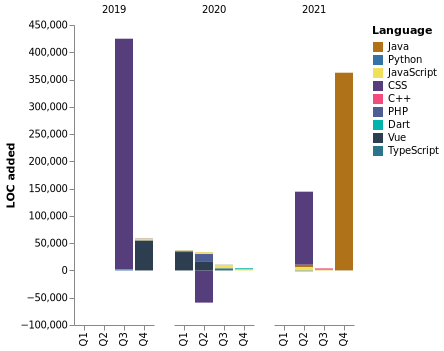 2019 2020 2021
450,000
400,000
350,000
300,000
250,000
200,000
150,000
100,000
50,000
0
−50,000
−100,000
LOC added
Q1 Q2 Q3 Q4 Q1 Q2 Q3 Q4 Q1 Q2 Q3 Q4
Language
Java
Python
JavaScript
CSS
C++
PHP
Dart
Vue
TypeScript